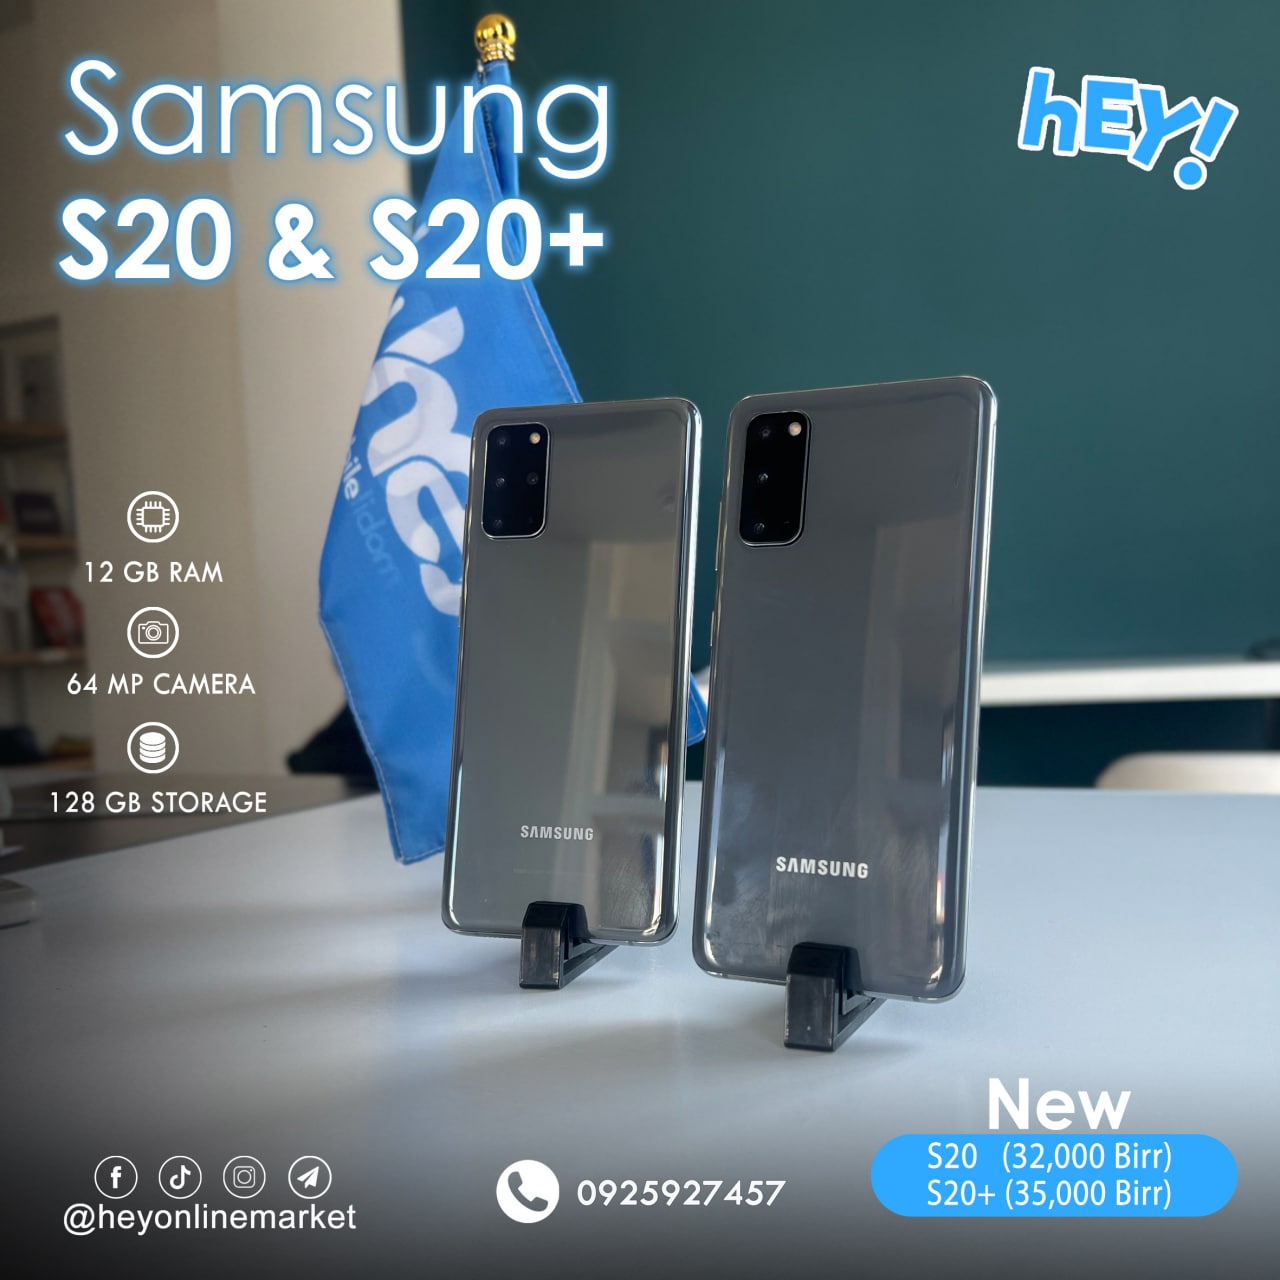 Samsung
S20 & S20+
hEY!
12 GB RAM
64 MP CAMERA
128 GB STORAGE
SAMSUNG
SAMSUNG
New
S20 (32,000 Birr)
S20+ (35,000 Birr)
@heyonlinemarket
0925927457